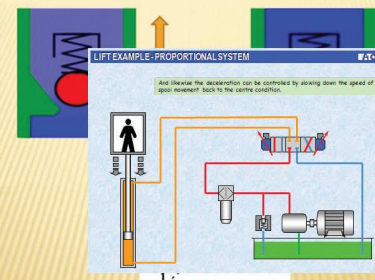 LIFT EXAMPLE - PROPORTIONAL SYSTEM
And likewise the deceleration can be controlled by slowing down the speed of
spool movement back to the centre condition.